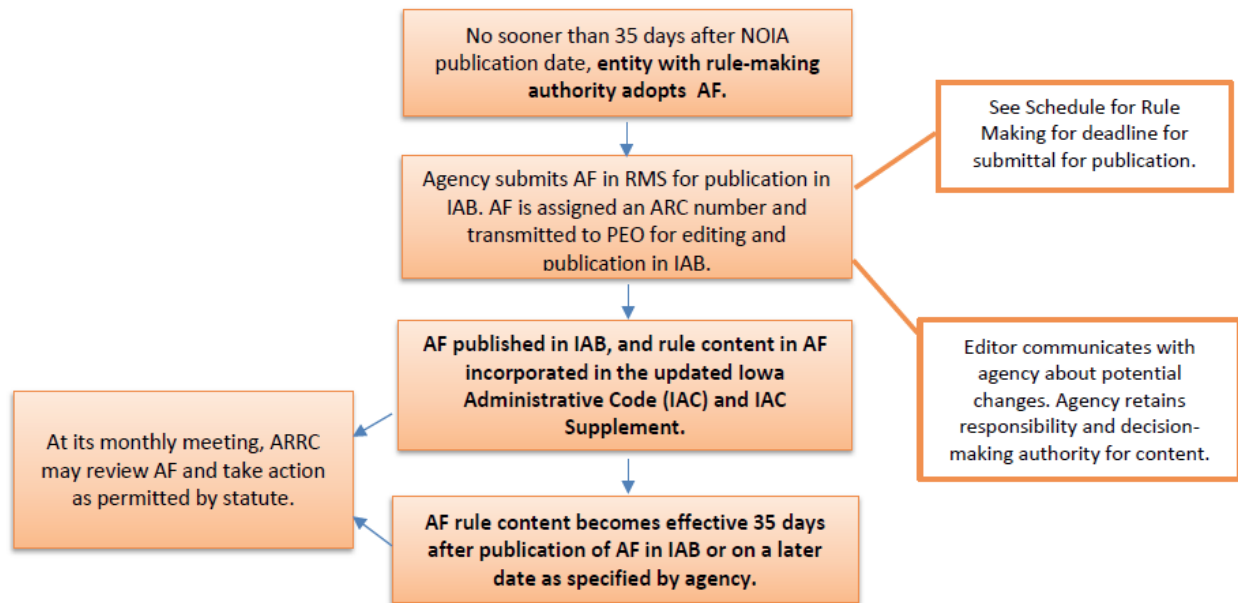 No sooner than 35 days after NOIA
publication date, entity with rule-making
authority adopts AF.
See Schedule for Rule
Making for deadline for
submittal for publication.
Agency submits AF in RMS for publication in
IAB. AF is assigned an ARC number and
transmitted to PEO for editing and
publication in IAB.
AF published in IAB, and rule content in AF
incorporated in the updated Iowa
Administrative Code (IAC) and IAC
Supplement.
Editor communicates with
agency about potential
changes. Agency retains
responsibility and decision-
making authority for content.
At its monthly meeting, ARRC
may review AF and take action
as permitted by statute.
AF rule content becomes effective 35 days
after publication of AF in IAB or on a later
date as specified by agency.